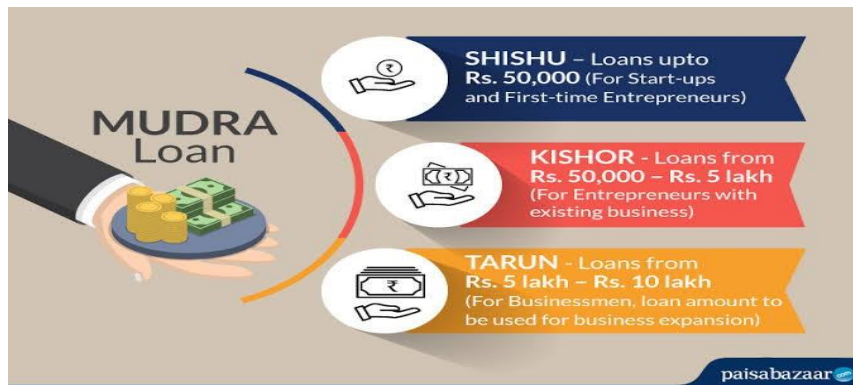 MUDRA
Loan
SHISHU – Loans upto
Rs. 50,000 (For Start-ups
and First-time Entrepreneurs)
KISHOR - Loans from
Rs. 50,000 – Rs. 5 lakh
(For Entrepreneurs with
existing business)
TARUN - Loans from
Rs. 5 lakh – Rs. 10 lakh
(For Businessmen, loan amount to
be used for business expansion)
paisabazaar.com